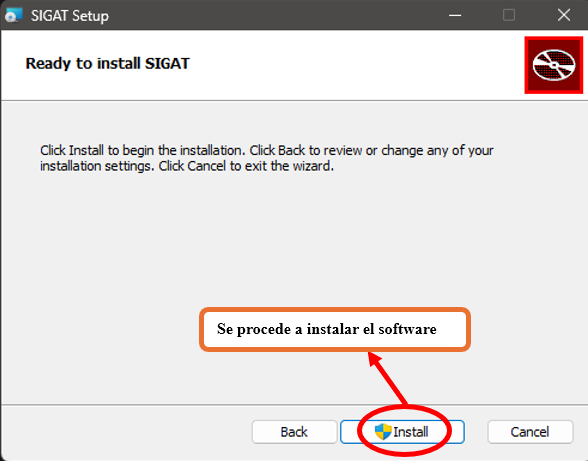 SIGAT Setup
Ready to install SIGAT
Click Install to begin the installation. Click Back to review or change any of your
installation settings. Click Cancel to exit the wizard.
Se procede a instalar el software
Back
Install
Cancel